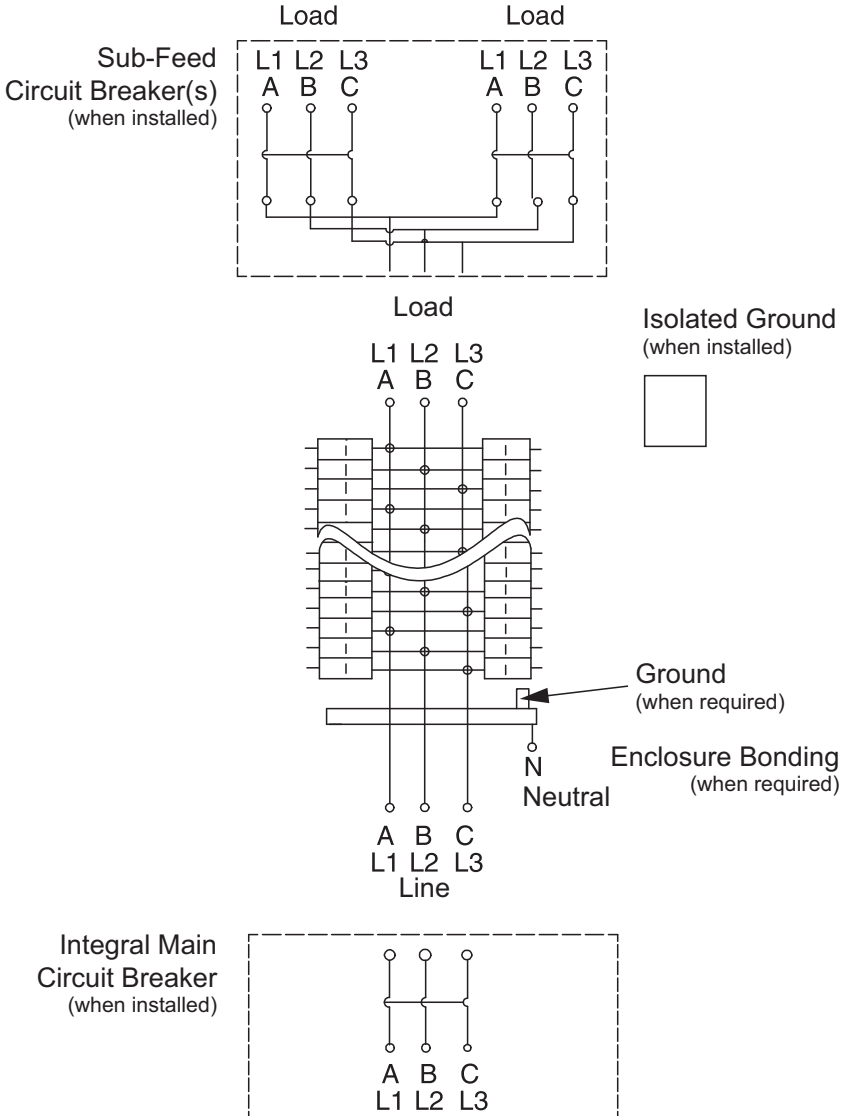 Load Load
Sub-Feed
Circuit Breaker(s)
(when installed)
L1 L2 L3
A B C
L1 L2 L3
A B C
Load
L1 L2 L3
A B C
Isolated Ground
(when installed)
Ground
(when required)
N
Neutral
Enclosure Bonding
(when required)
A B C
L1 L2 L3
Line
Integral Main
Circuit Breaker
(when installed)
A B C
L1 L2 L3